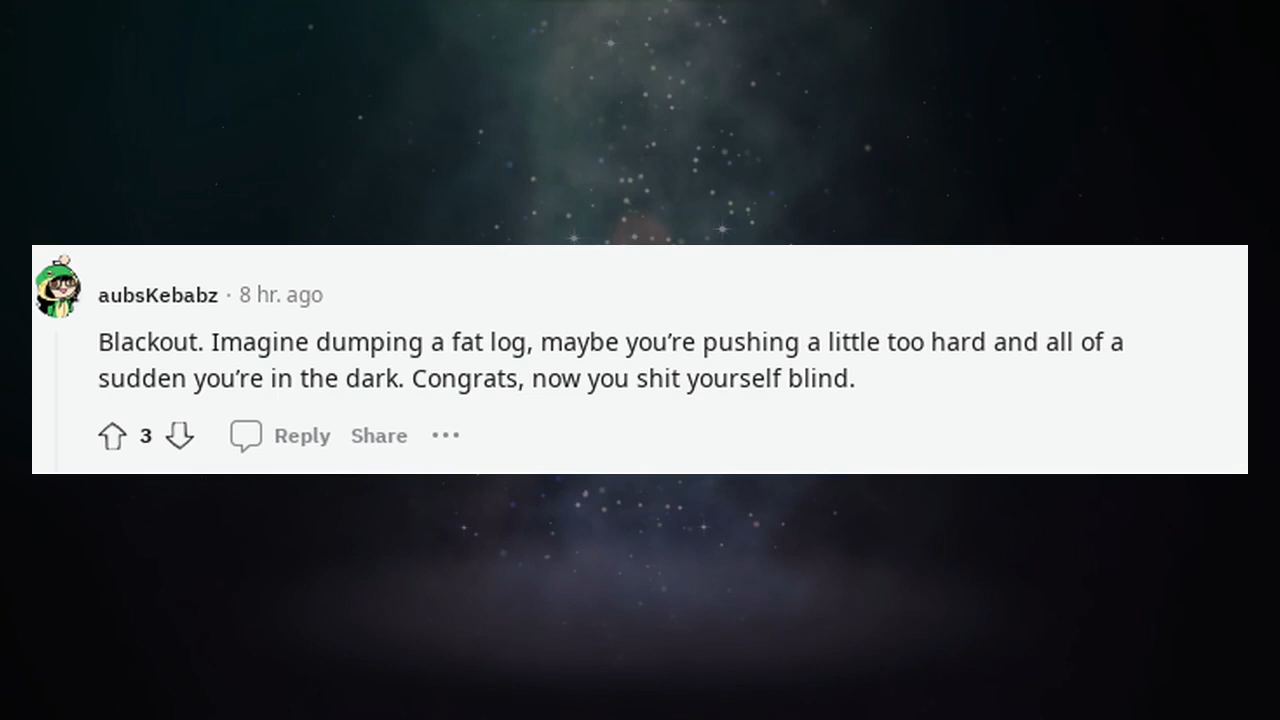 aubsKebabz · 8 hr. ago
Blackout. Imagine dumping a fat log, maybe you’re pushing a little too hard and all of a
sudden you’re in the dark. Congrats, now you shit yourself blind.
3 Reply Share ···